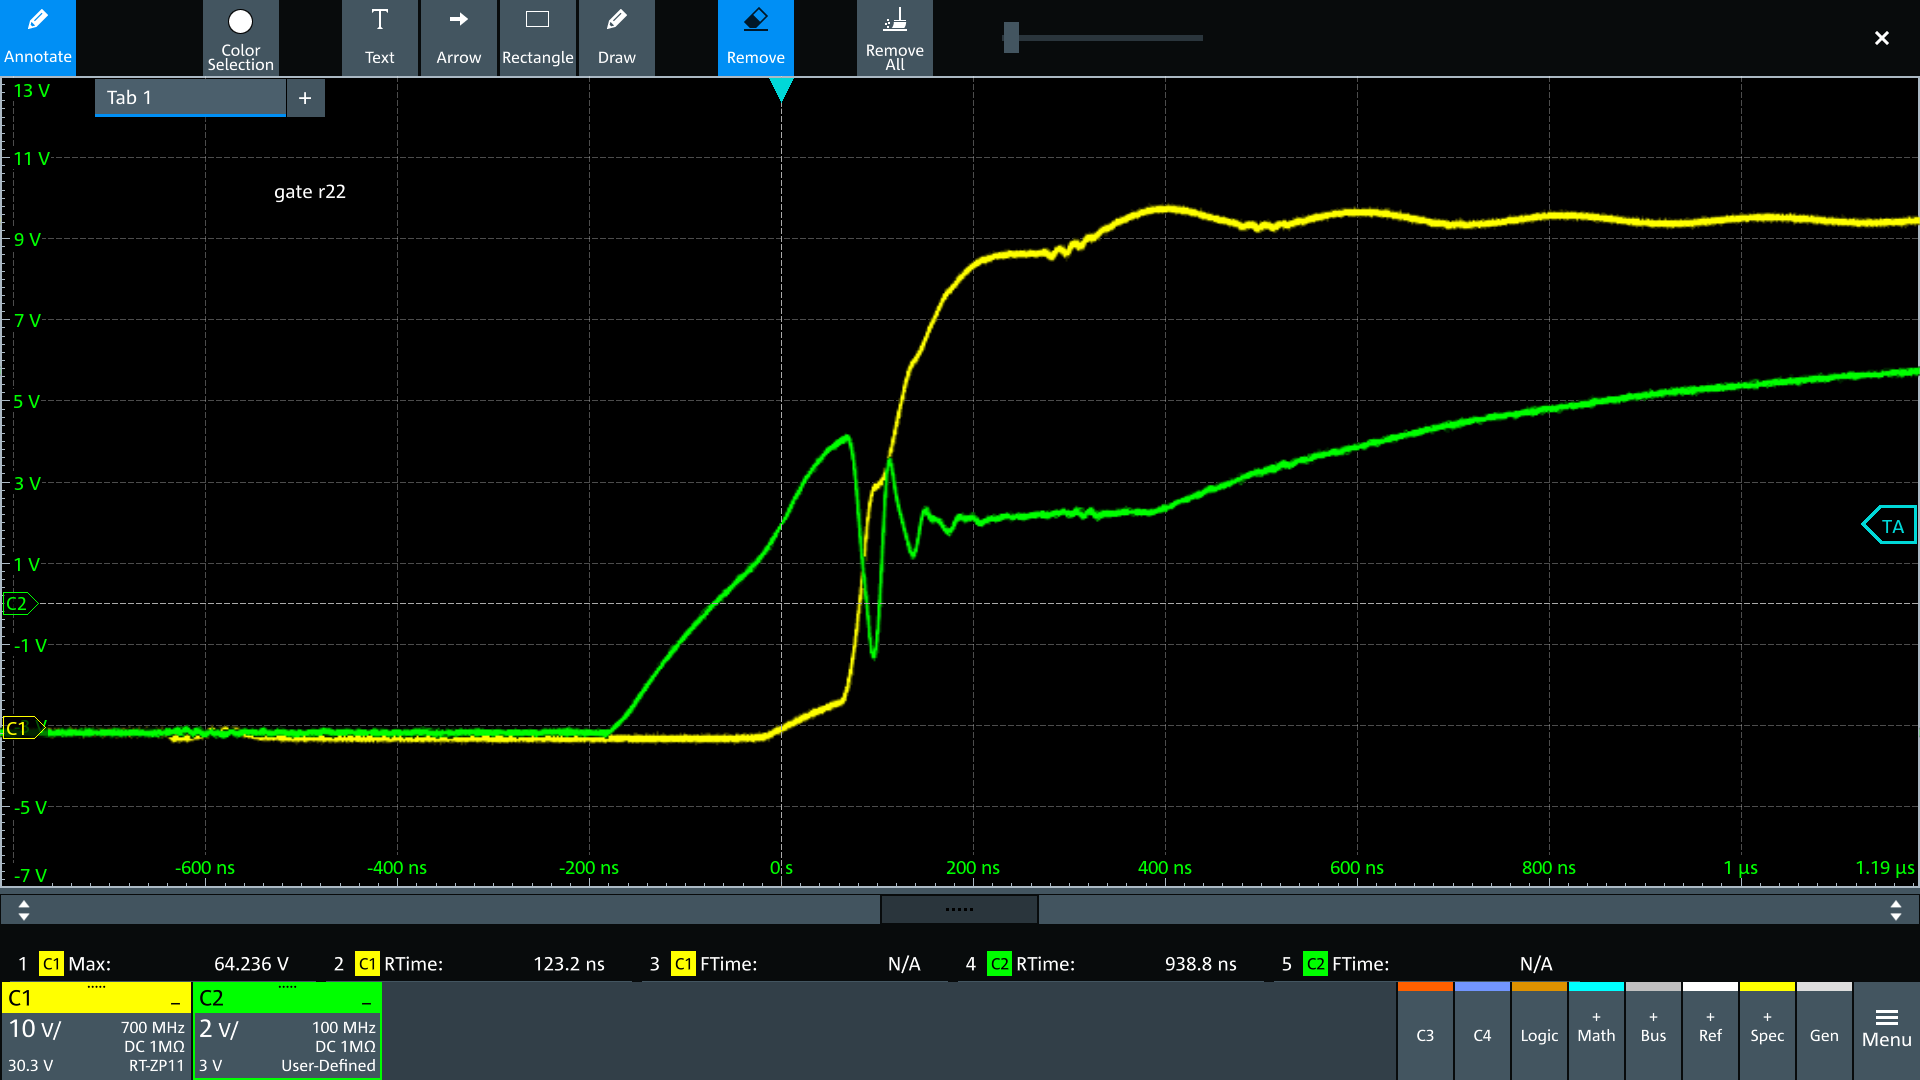 Annotate
Color Selection
Text
Arrow
Rectangle
Draw
Remove
Remove All
Tab 1
+
gate r22
13 V
11 V
9 V
7 V
5 V
3 V
1 V
C2
-1 V
C1
-5 V
-7 V
TA
-600 ns
-400 ns
-200 ns
0 s
200 ns
400 ns
600 ns
800 ns
1 µs
1.19 µs
1 C1 Max: 64.236 V
2 C1 RTime: 123.2 ns
3 C1 FTime: N/A
4 C2 RTime: 938.8 ns
5 C2 FTime: N/A
C1
10 V/ 700 MHz
DC 1MΩ
30.3 V RT-ZP11
C2
2 V/ 100 MHz
DC 1MΩ
3 V User-Defined
C3
C4
Logic
+ Math
+ Bus
+ Ref
+ Spec
Gen
Menu